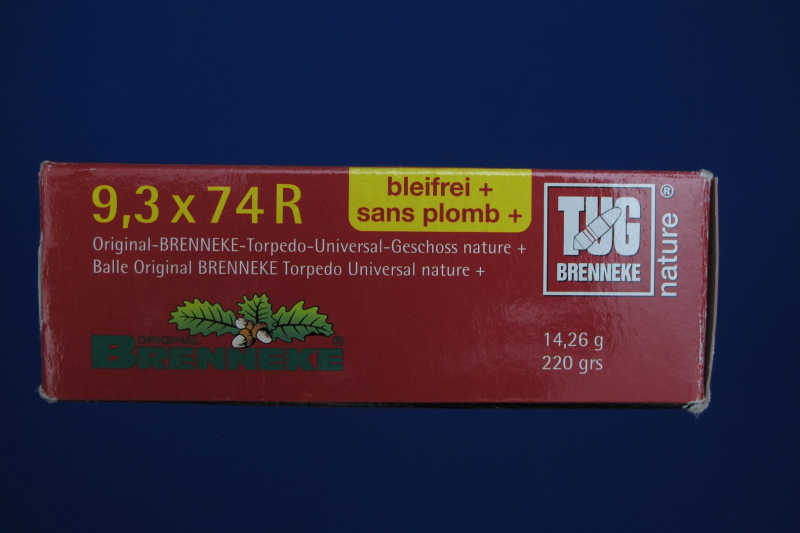 9,3 x 74 R
bleifrei +
sans plomb +
Original-BRENNEKE-Torpedo-Universal-Geschoss nature +
Balle Original BRENNEKE Torpedo Universal nature +
TUG
BRENNEKE
nature®
ORIGINAL
BRENNEKE®
14,26 g
220 grs